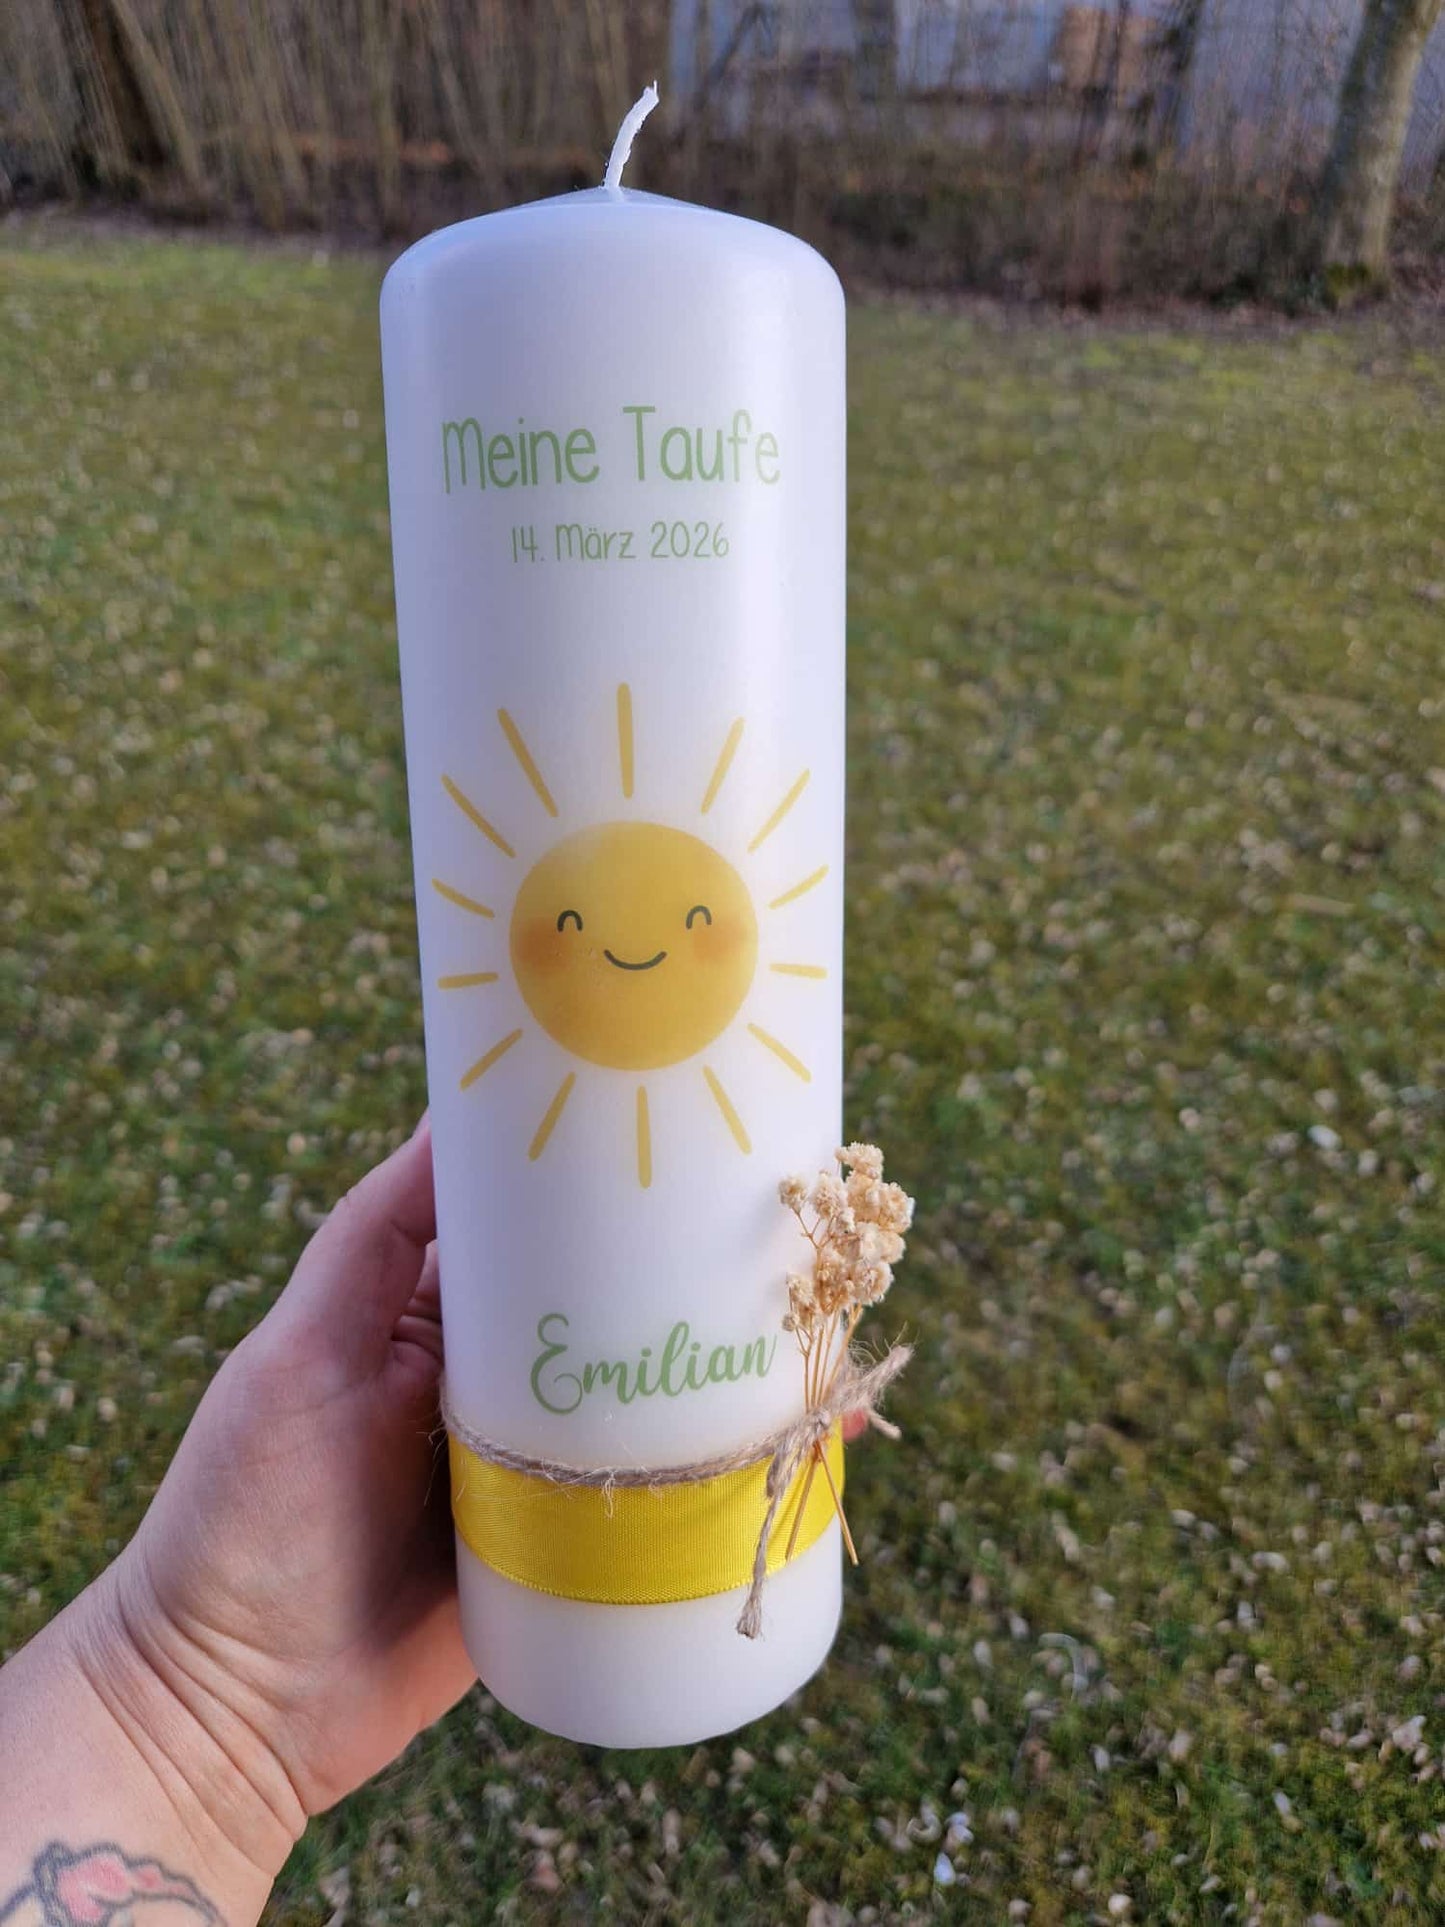 Meine Taufe
14. März 2026
Emilian